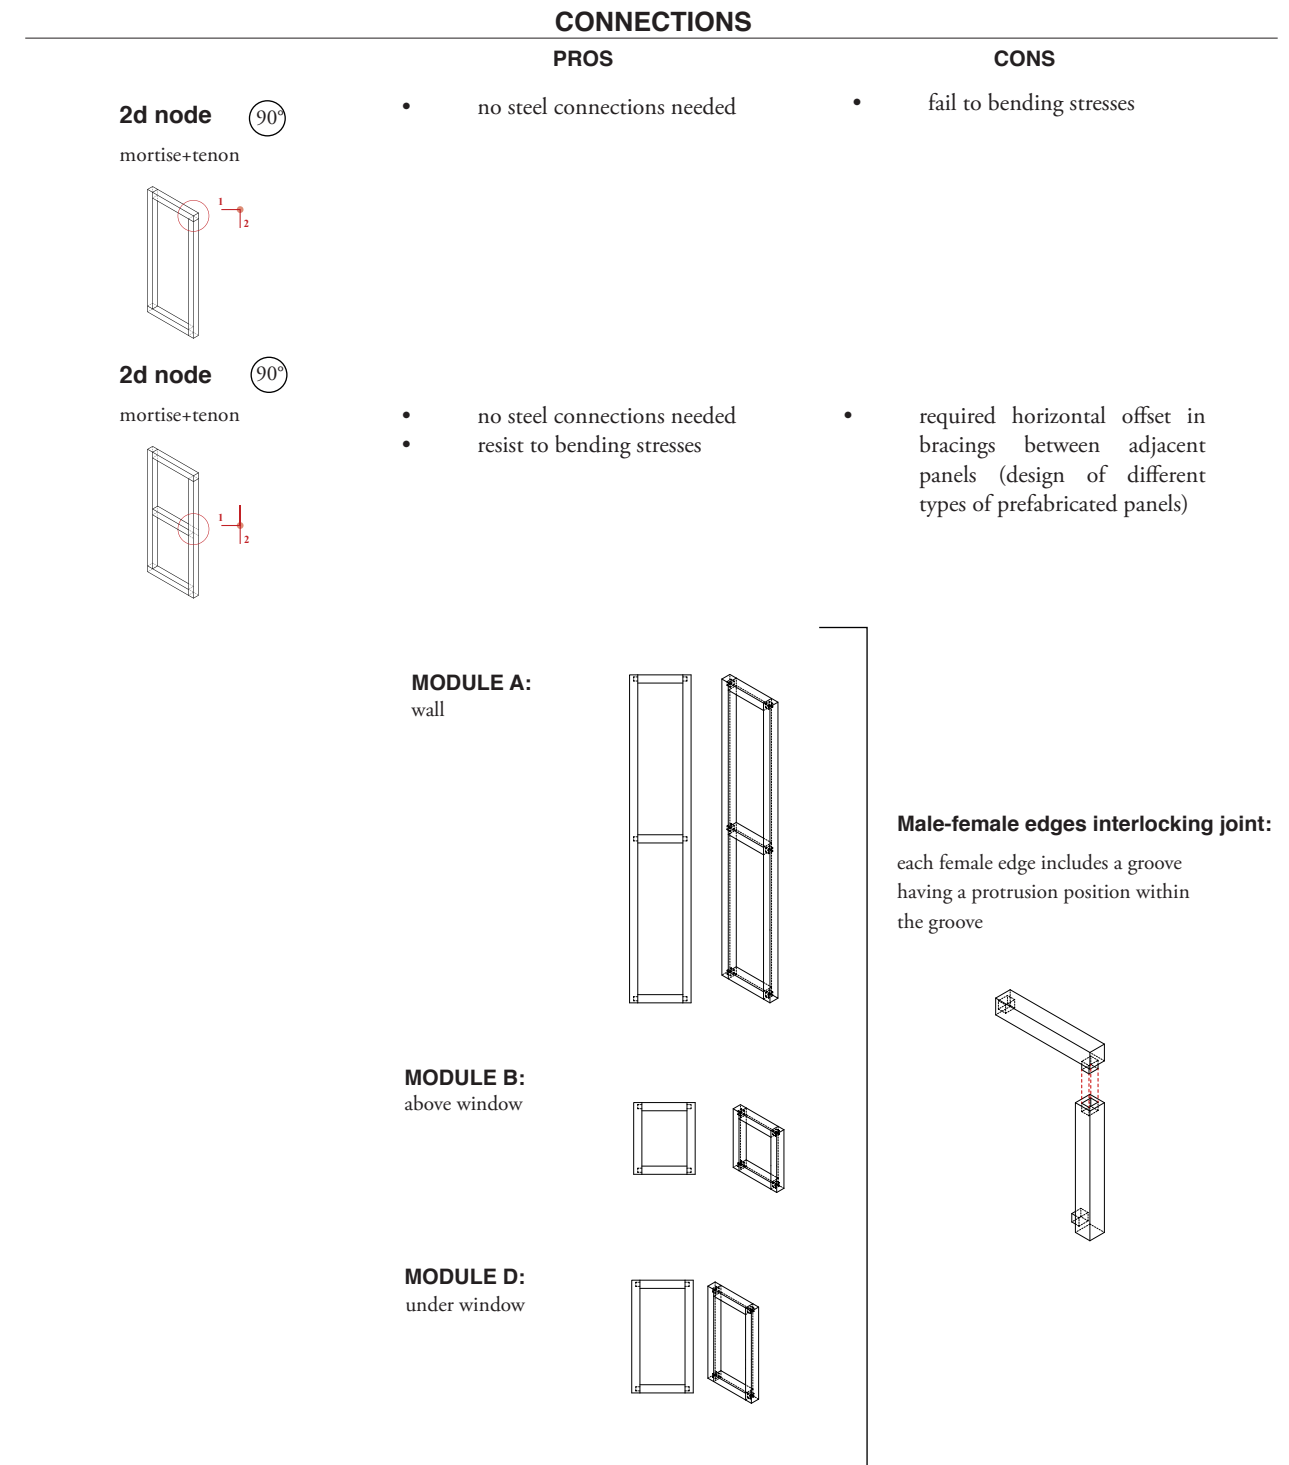 CONNECTIONS
PROS
CONS
2d node 90°
mortise+tenon
• no steel connections needed
• fail to bending stresses
1
2
2d node 90°
mortise+tenon
• no steel connections needed
• resist to bending stresses
• required horizontal offset in
bracings between adjacent
panels (design of different
types of prefabricated panels)
1
2
MODULE A:
wall
Male-female edges interlocking joint:
each female edge includes a groove
having a protrusion position within
the groove
MODULE B:
above window
MODULE D:
under window